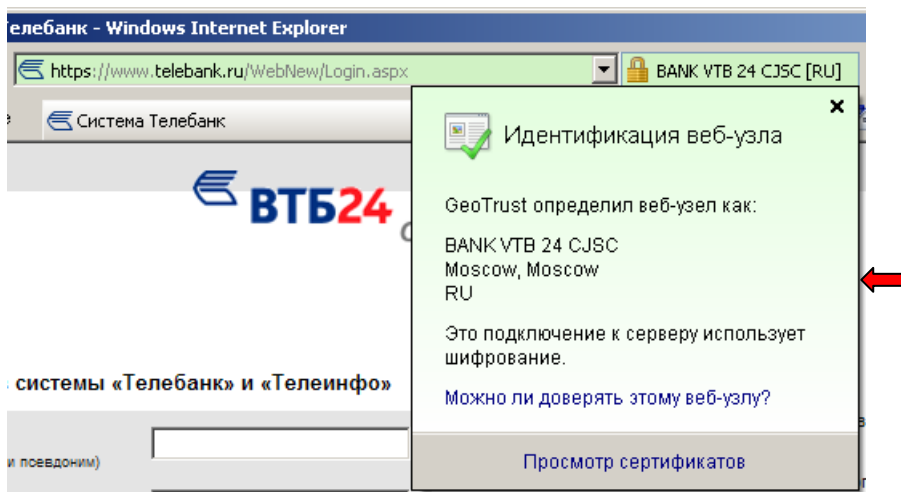 Телебанк - Windows Internet Explorer
https://www.telebank.ru/WebNew/Login.aspx
BANK VTB 24 CJSC [RU]
Система Телебанк
Идентификация веб-узла
ВТБ24
GeoTrust определил веб-узел как:
BANK VTB 24 CJSC
Moscow, Moscow
RU
Это подключение к серверу использует
шифрование.
системы «Телебанк» и «Телеинфо»
Можно ли доверять этому веб-узлу?
и поевдоним)
Просмотр сертификатов